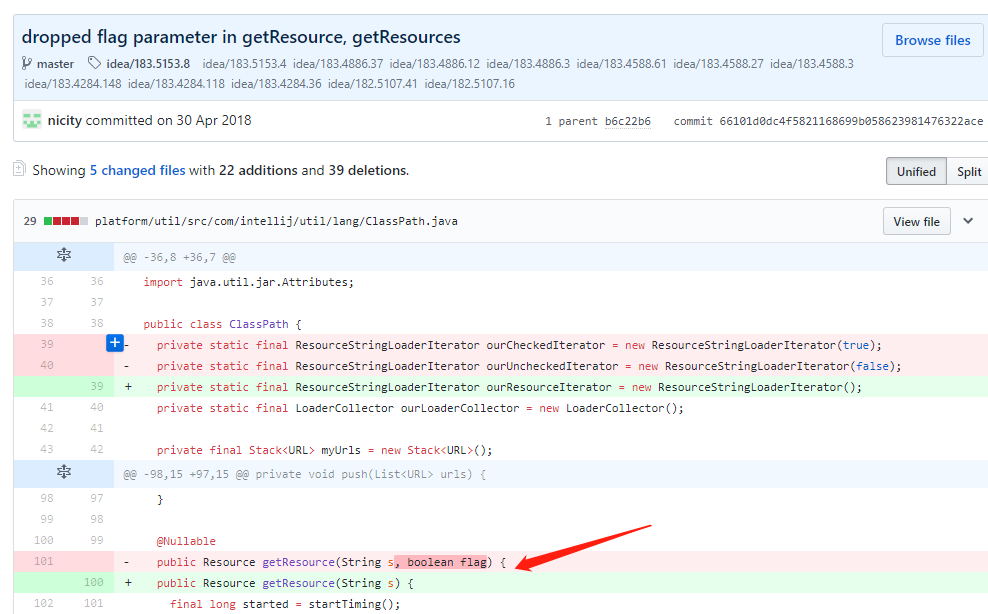 dropped flag parameter in getResource, getResources
Browse files
master idea/183.5153.8 idea/183.5153.4 idea/183.4886.37 idea/183.4886.12 idea/183.4886.3 idea/183.4588.61 idea/183.4588.27 idea/183.4588.3
idea/183.4284.148 idea/183.4284.118 idea/183.4284.36 idea/182.5107.41 idea/182.5107.16
nicity committed on 30 Apr 2018
1 parent b6c22b6 commit 66101d0dc4f5821168699b058623981476322ace
Showing 5 changed files with 22 additions and 39 deletions.
Unified Split
29 platform/util/src/com/intellij/util/lang/ClassPath.java
View file
@@ -36,8 +36,7 @@
36 36 import java.util.jar.Attributes;
37 37
38 38 public class ClassPath {
39 - private static final ResourceStringLoaderIterator ourCheckedIterator = new ResourceStringLoaderIterator(true);
40 - private static final ResourceStringLoaderIterator ourUncheckedIterator = new ResourceStringLoaderIterator(false);
39 + private static final ResourceStringLoaderIterator ourResourceIterator = new ResourceStringLoaderIterator();
41 40 private static final LoaderCollector ourLoaderCollector = new LoaderCollector();
42 41
43 42 private final Stack<URL> myUrls = new Stack<URL>();
@@ -98,15 +97,15 @@ private void push(List<URL> urls) {
98 97 }
99 98
100 99 @Nullable
101 - public Resource getResource(String s, boolean flag) {
100 + public Resource getResource(String s) {
102 101 final long started = startTiming();